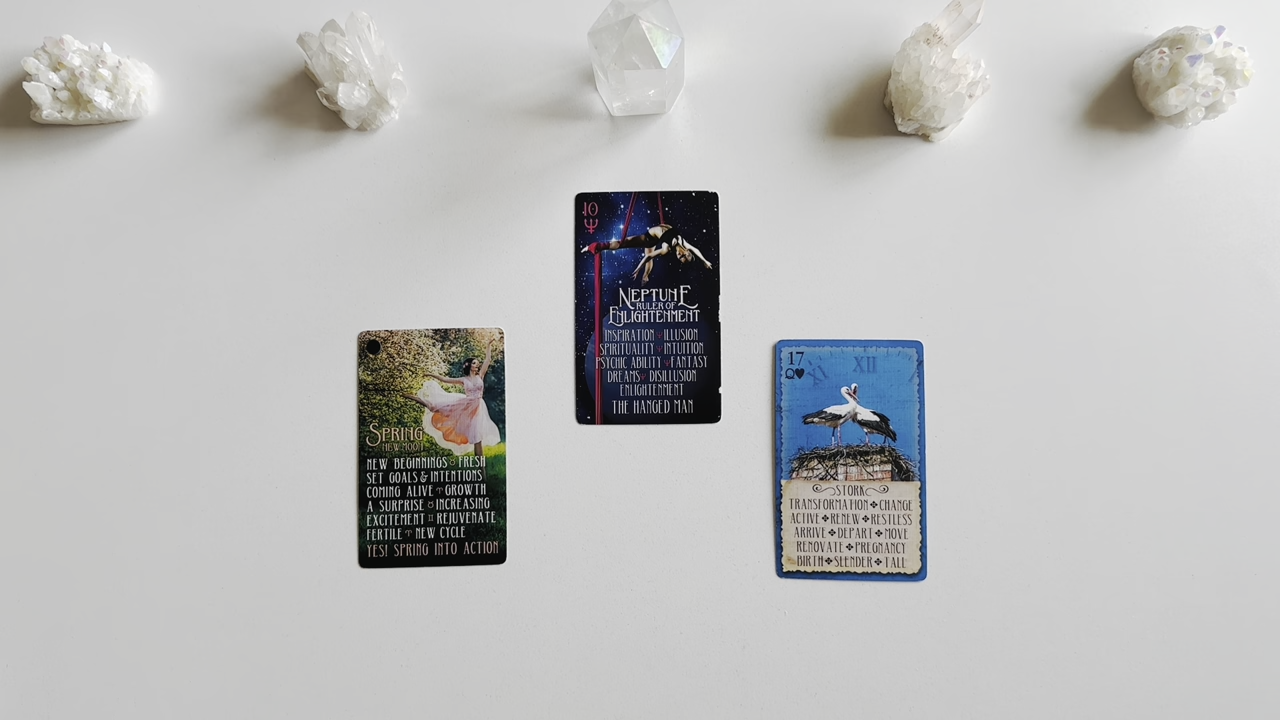 SPRING
NEW MOON
NEW BEGINNINGS ♉ FRESH
SET GOALS & INTENTIONS
COMING ALIVE ♈ GROWTH
A SURPRISE ♉ INCREASING
EXCITEMENT ♊ REJUVENATE
FERTILE ♈ NEW CYCLE
YES! SPRING INTO ACTION
10
♆
NEPTUNE
RULER OF
ENLIGHTENMENT
INSPIRATION ♆ ILLUSION
SPIRITUALITY ♆ INTUITION
PSYCHIC ABILITY ♆ FANTASY
DREAMS ♆ DISILLUSION
ENLIGHTENMENT
THE HANGED MAN
17
Q♥
XI XII
STORK
TRANSFORMATION ✤ CHANGE
ACTIVE ✤ RENEW ✤ RESTLESS
ARRIVE ✤ DEPART ✤ MOVE
RENOVATE ✤ PREGNANCY
BIRTH ✤ SLENDER ✤ TALL